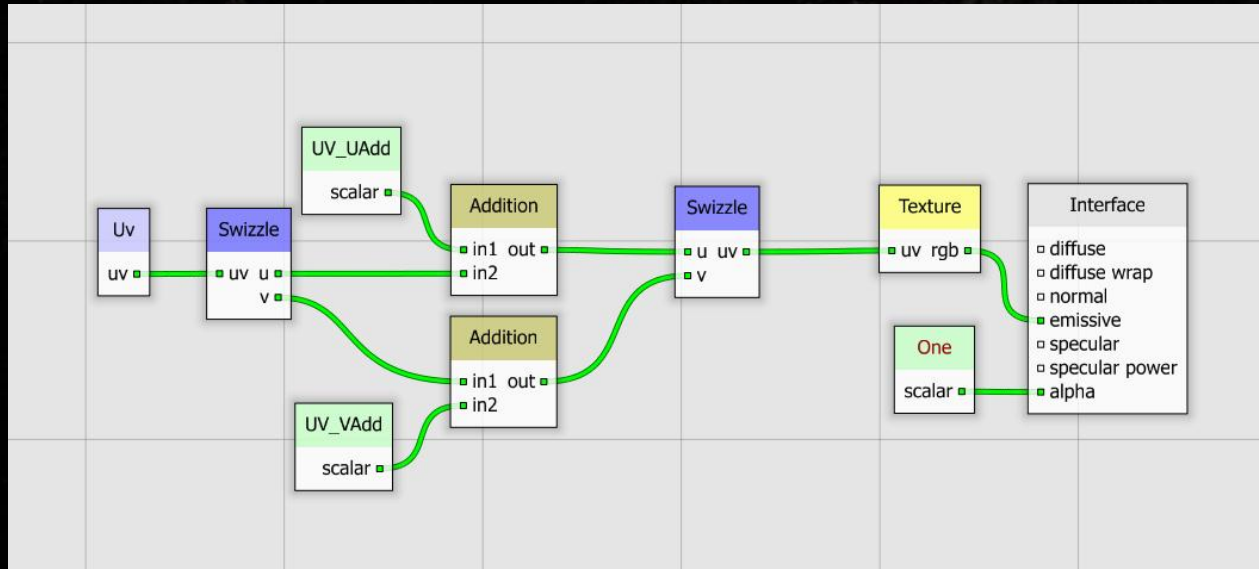 UV_UAdd
scalar
Uv
uv
Swizzle
uv u
v
Addition
in1 out
in2
Addition
in1 out
in2
UV_VAdd
scalar
Swizzle
u uv
v
Texture
uv rgb
One
scalar
Interface
diffuse
diffuse wrap
normal
emissive
specular
specular power
alpha